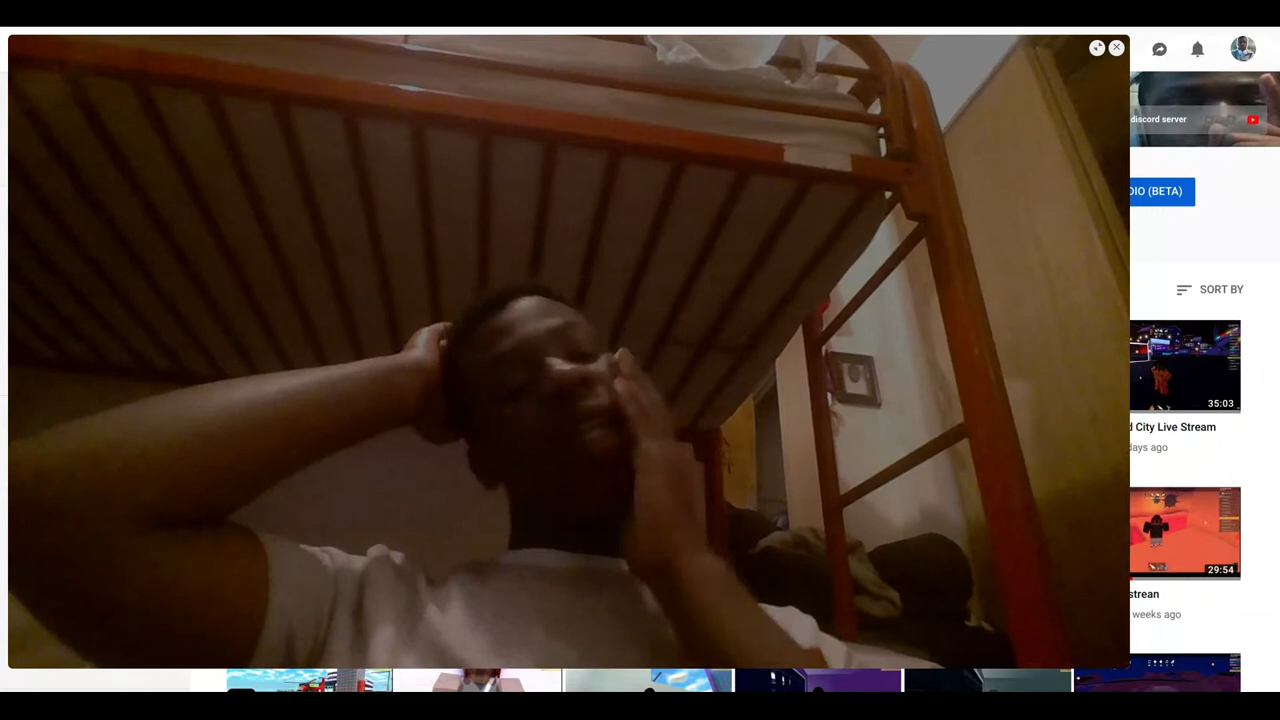 discord server
DIO (BETA)
SORT BY
35:03
d City Live Stream
days ago
29:54
strean
weeks ago